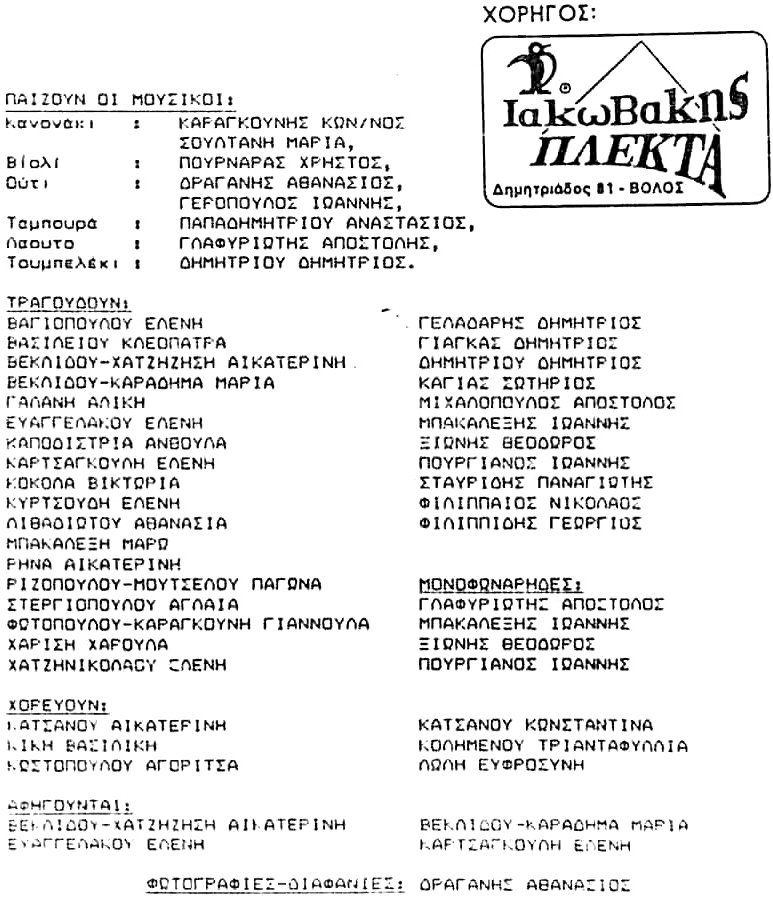 ΧΟΡΗΓΟΣ:
ΙακωΒακης
ΠΛΕΚΤΑ
Δημητριάδος 81 - ΒΟΛΟΣ
ΠΑΙΖΟΥΝ ΟΙ ΜΟΥΣΙΚΟΙ:
Κανονάκι : ΚΑΡΑΓΚΟΥΝΗΣ ΚΩΝ/ΝΟΣ
ΣΟΥΛΤΑΝΗ ΜΑΡΙΑ,
Βίολί : ΠΟΥΡΝΑΡΑΣ ΧΡΗΣΤΟΣ,
Ούτι : ΔΡΑΓΑΝΗΣ ΑΘΑΝΑΣΙΟΣ,
ΓΕΡΟΠΟΥΛΟΣ ΙΩΑΝΝΗΣ,
Ταμπουρά : ΠΑΠΑΔΗΜΗΤΡΙΟΥ ΑΝΑΣΤΑΣΙΟΣ,
Λαουτο : ΓΛΑΦΥΡΙΩΤΗΣ ΑΠΟΣΤΟΛΗΣ,
Τουμπελέκι : ΔΗΜΗΤΡΙΟΥ ΔΗΜΗΤΡΙΟΣ.
ΤΡΑΓΟΥΔΟΥΝ:
ΒΑΓΙΟΠΟΥΛΟΥ ΕΛΕΝΗ ΓΕΛΑΔΑΡΗΣ ΔΗΜΗΤΡΙΟΣ
ΒΑΣΙΛΕΙΟΥ ΚΛΕΟΠΑΤΡΑ ΓΙΑΓΚΑΣ ΔΗΜΗΤΡΙΟΣ
ΒΕΚΛΙΔΟΥ-ΧΑΤΖΗΖΗΣΗ ΑΙΚΑΤΕΡΙΝΗ ΔΗΜΗΤΡΙΟΥ ΔΗΜΗΤΡΙΟΣ
ΒΕΚΛΙΔΟΥ-ΚΑΡΑΔΗΜΑ ΜΑΡΙΑ ΚΑΓΙΑΣ ΣΩΤΗΡΙΟΣ
ΓΑΛΑΝΗ ΑΛΙΚΗ ΜΙΧΑΛΟΠΟΥΛΟΣ ΑΠΟΣΤΟΛΟΣ
ΕΥΑΓΓΕΛΑΚΟΥ ΕΛΕΝΗ ΜΠΑΚΑΛΕΞΗΣ ΙΩΑΝΝΗΣ
ΚΑΠΟΔΙΣΤΡΙΑ ΑΝΘΟΥΛΑ ΞΙΩΝΗΣ ΘΕΟΔΩΡΟΣ
ΚΑΡΤΣΑΓΚΟΥΛΗ ΕΛΕΝΗ ΠΟΥΡΓΙΑΝΟΣ ΙΩΑΝΝΗΣ
ΚΟΚΟΛΑ ΒΙΚΤΩΡΙΑ ΣΤΑΥΡΙΔΗΣ ΠΑΝΑΓΙΩΤΗΣ
ΚΥΡΤΣΟΥΔΗ ΕΛΕΝΗ ΦΙΛΙΠΠΑΙΟΣ ΝΙΚΟΛΑΟΣ
ΛΙΒΑΔΙΩΤΟΥ ΑΘΑΝΑΣΙΑ ΦΙΛΙΠΠΙΔΗΣ ΓΕΩΡΓΙΟΣ
ΜΠΑΚΑΛΕΞΗ ΜΑΡΩ
ΡΗΝΑ ΑΙΚΑΤΕΡΙΝΗ
ΡΙΖΟΠΟΥΛΟΥ-ΜΟΥΤΣΕΛΟΥ ΠΑΓΩΝΑ ΜΟΝΟΦΩΝΑΡΗΔΕΣ:
ΣΤΕΡΓΙΟΠΟΥΛΟΥ ΑΓΛΑΙΑ ΓΛΑΦΥΡΙΩΤΗΣ ΑΠΟΣΤΟΛΟΣ
ΦΩΤΟΠΟΥΛΟΥ-ΚΑΡΑΓΚΟΥΝΗ ΓΙΑΝΝΟΥΛΑ ΜΠΑΚΑΛΕΞΗΣ ΙΩΑΝΝΗΣ
ΧΑΡΙΣΗ ΧΑΡΟΥΛΑ ΞΙΩΝΗΣ ΘΕΟΔΩΡΟΣ
ΧΑΤΖΗΝΙΚΟΛΑΟΥ ΕΛΕΝΗ ΠΟΥΡΓΙΑΝΟΣ ΙΩΑΝΝΗΣ
ΧΟΡΕΥΟΥΝ:
ΚΑΤΣΑΝΟΥ ΑΙΚΑΤΕΡΙΝΗ ΚΑΤΣΑΝΟΥ ΚΩΝΣΤΑΝΤΙΝΑ
ΚΙΚΗ ΒΑΣΙΛΙΚΗ ΚΟΛΗΜΕΝΟΥ ΤΡΙΑΝΤΑΦΥΛΛΙΑ
ΚΩΣΤΟΠΟΥΛΟΥ ΑΓΟΡΙΤΣΑ ΛΩΛΗ ΕΥΦΡΟΣΥΝΗ
ΑΦΗΓΟΥΝΤΑΙ:
ΒΕΚΛΙΔΟΥ-ΧΑΤΖΗΖΗΣΗ ΑΙΚΑΤΕΡΙΝΗ ΒΕΚΛΙΔΟΥ-ΚΑΡΑΔΗΜΑ ΜΑΡΙΑ
ΕΥΑΓΓΕΛΑΚΟΥ ΕΛΕΝΗ ΚΑΡΤΣΑΓΚΟΥΛΗ ΕΛΕΝΗ
ΦΩΤΟΓΡΑΦΙΕΣ-ΔΙΑΦΑΝΙΕΣ: ΔΡΑΓΑΝΗΣ ΑΘΑΝΑΣΙΟΣ